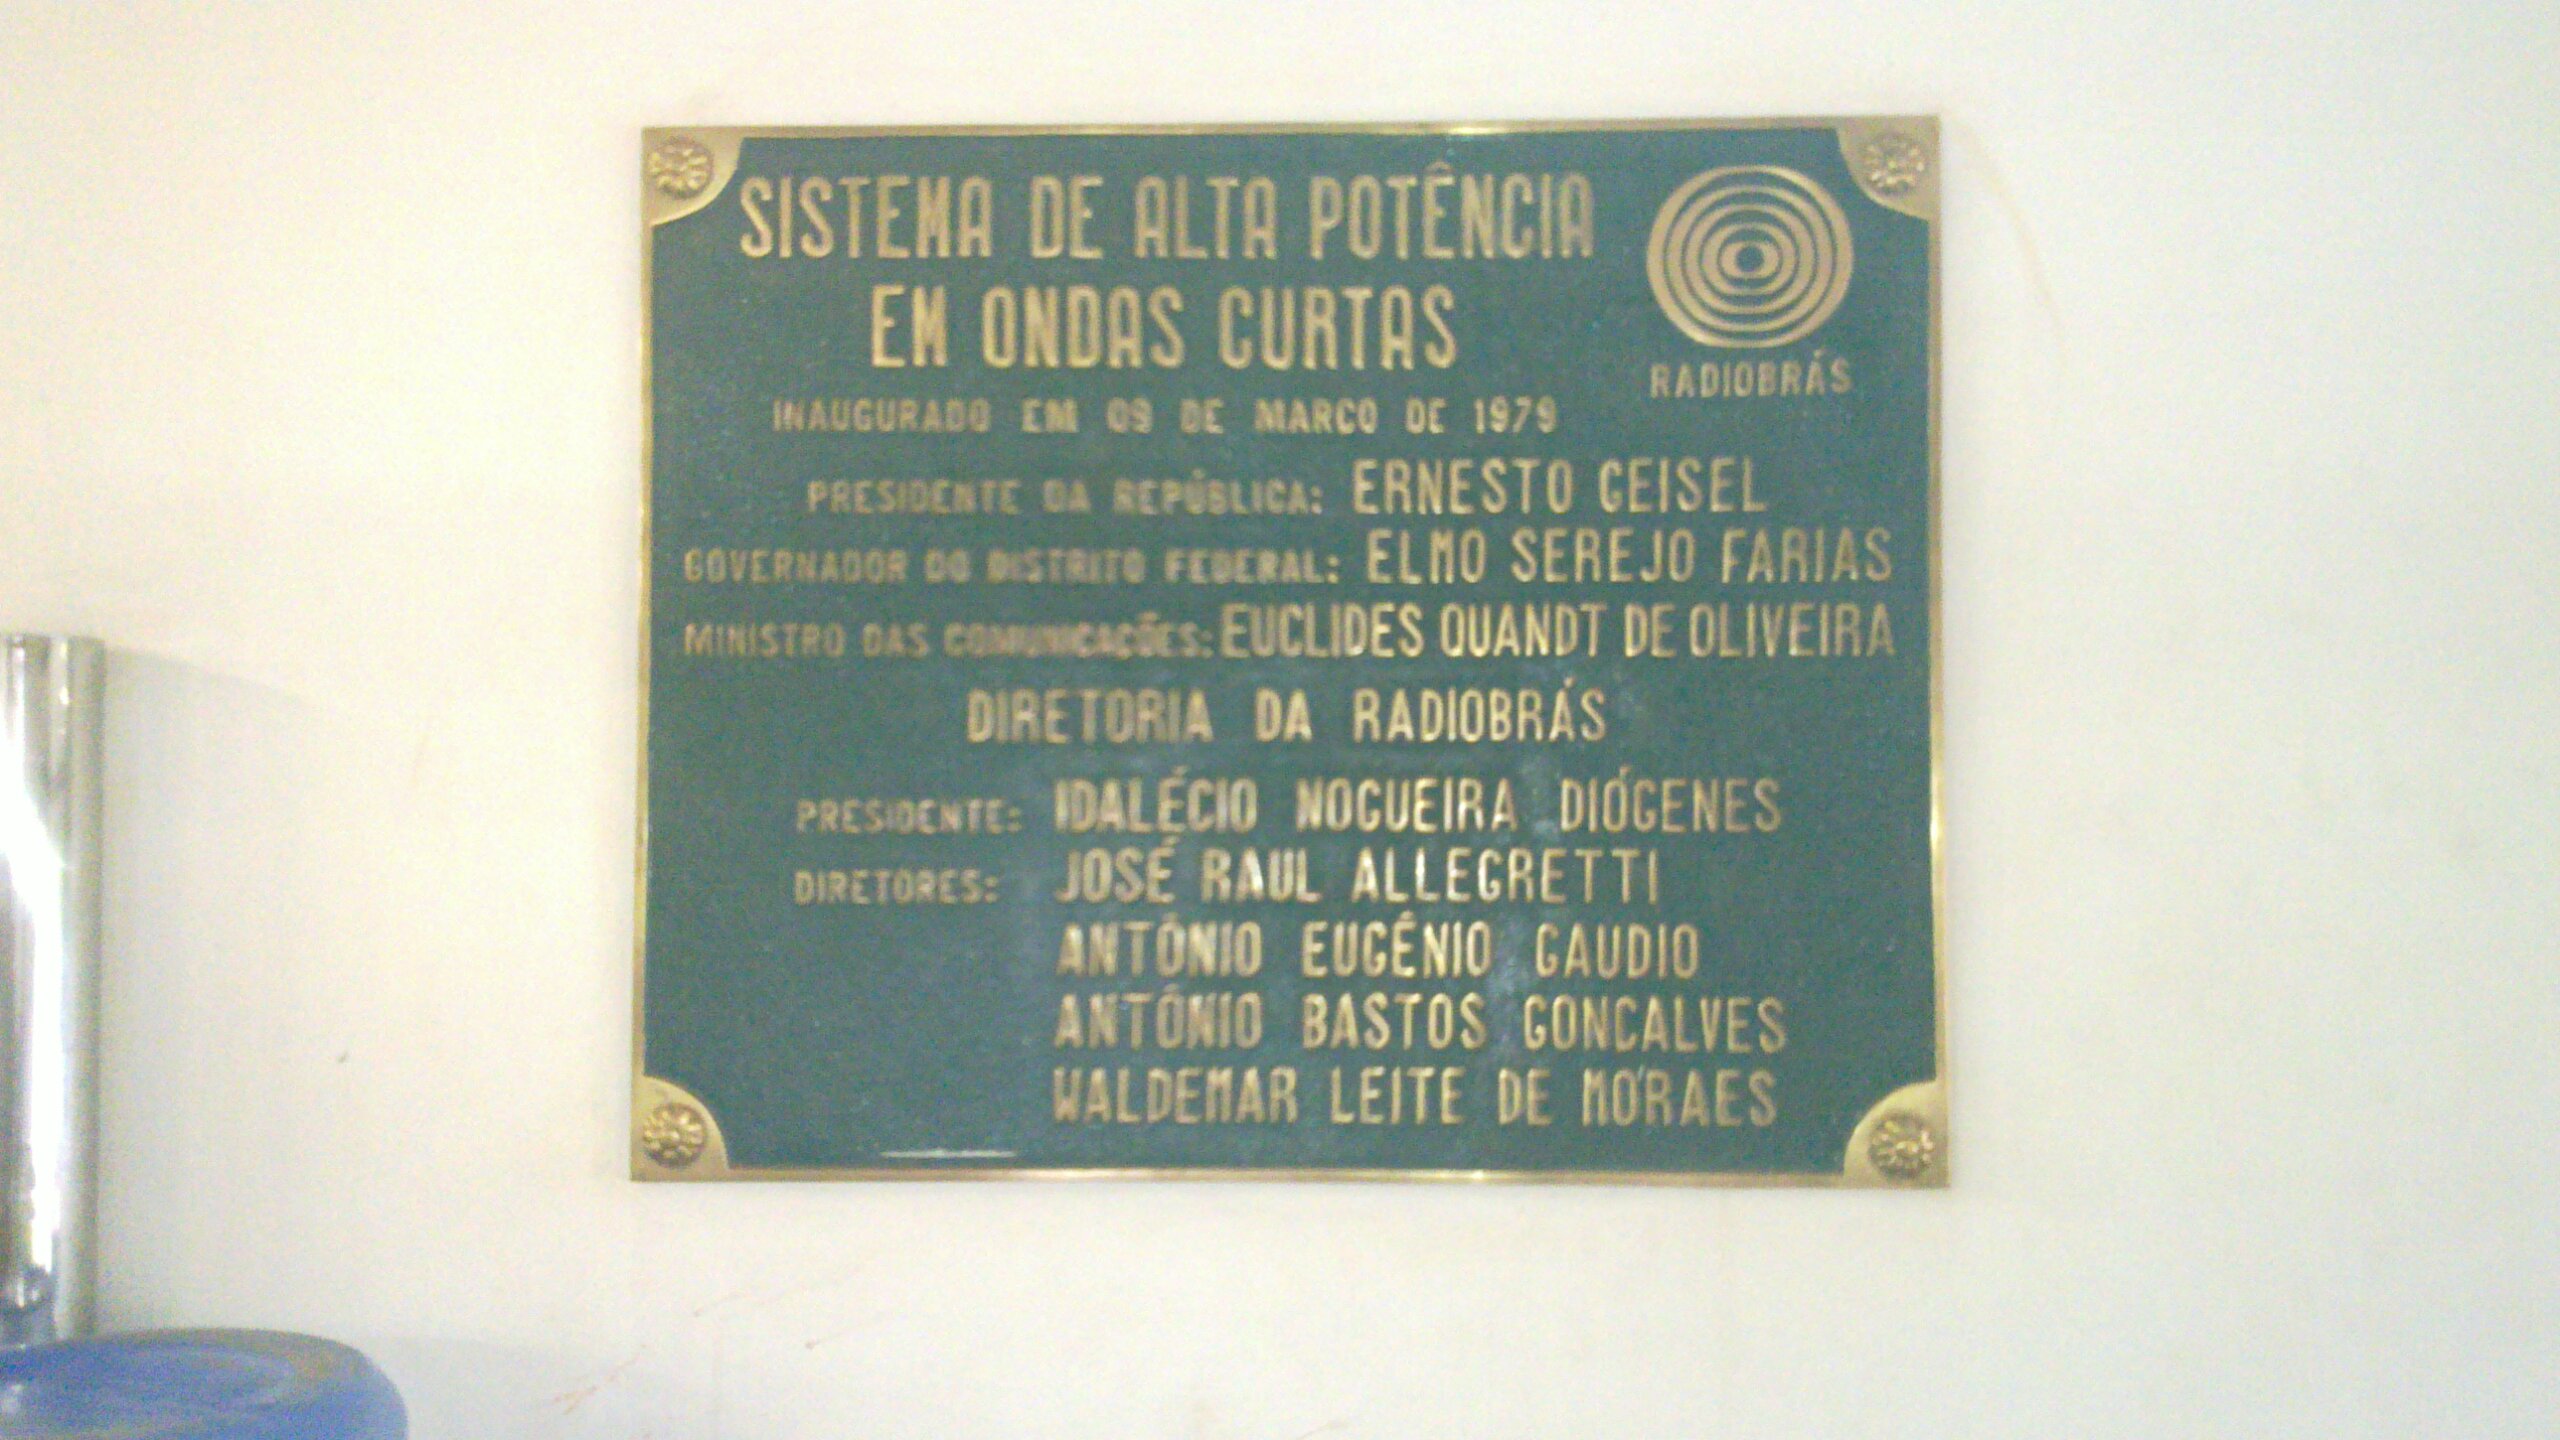 SISTEMA DE ALTA POTÊNCIA
EM ONDAS CURTAS
RADIOBRÁS
INAUGURADO EM 09 DE MARCO DE 1979
PRESIDENTE DA REPÚBLICA: ERNESTO GEISEL
GOVERNADOR DO DISTRITO FEDERAL: ELMO SEREJO FARIAS
MINISTRO DAS COMUNICAÇÕES: EUCLIDES QUANDT DE OLIVEIRA
DIRETORIA DA RADIOBRÁS
PRESIDENTE: IDALÉCIO NOGUEIRA DIÓGENES
DIRETORES: JOSÉ RAUL ALLEGRETTI
ANTÔNIO EUGÊNIO GAUDIO
ANTÔNIO BASTOS GONCALVES
WALDEMAR LEITE DE MORAES